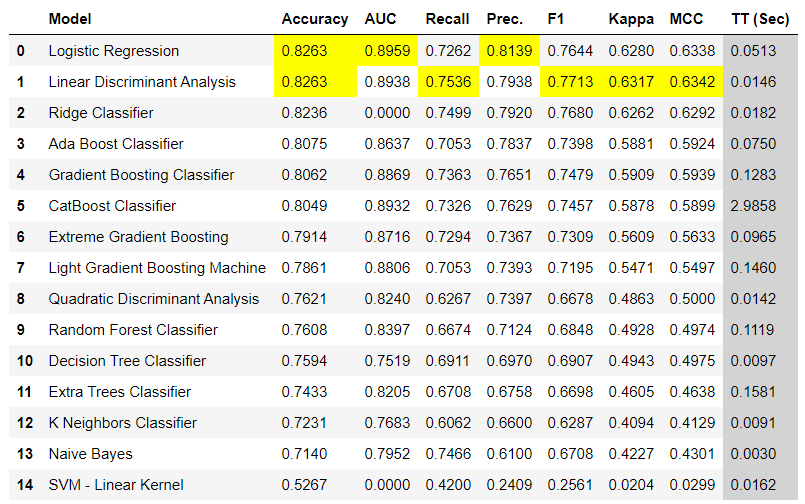 Model Accuracy AUC Recall Prec. F1 Kappa MCC TT (Sec)
0 Logistic Regression 0.8263 0.8959 0.7262 0.8139 0.7644 0.6280 0.6338 0.0513
1 Linear Discriminant Analysis 0.8263 0.8938 0.7536 0.7938 0.7713 0.6317 0.6342 0.0146
2 Ridge Classifier 0.8236 0.0000 0.7499 0.7920 0.7680 0.6262 0.6292 0.0182
3 Ada Boost Classifier 0.8075 0.8637 0.7053 0.7837 0.7398 0.5881 0.5924 0.0750
4 Gradient Boosting Classifier 0.8062 0.8869 0.7363 0.7651 0.7479 0.5909 0.5939 0.1283
5 CatBoost Classifier 0.8049 0.8932 0.7326 0.7629 0.7457 0.5878 0.5899 2.9858
6 Extreme Gradient Boosting 0.7914 0.8716 0.7294 0.7367 0.7309 0.5609 0.5633 0.0965
7 Light Gradient Boosting Machine 0.7861 0.8806 0.7053 0.7393 0.7195 0.5471 0.5497 0.1460
8 Quadratic Discriminant Analysis 0.7621 0.8240 0.6267 0.7397 0.6678 0.4863 0.5000 0.0142
9 Random Forest Classifier 0.7608 0.8397 0.6674 0.7124 0.6848 0.4928 0.4974 0.1119
10 Decision Tree Classifier 0.7594 0.7519 0.6911 0.6970 0.6907 0.4943 0.4975 0.0097
11 Extra Trees Classifier 0.7433 0.8205 0.6708 0.6758 0.6698 0.4605 0.4638 0.1581
12 K Neighbors Classifier 0.7231 0.7683 0.6062 0.6600 0.6287 0.4094 0.4129 0.0091
13 Naive Bayes 0.7140 0.7952 0.7466 0.6100 0.6708 0.4227 0.4301 0.0030
14 SVM - Linear Kernel 0.5267 0.0000 0.4200 0.2409 0.2561 0.0204 0.0299 0.0162